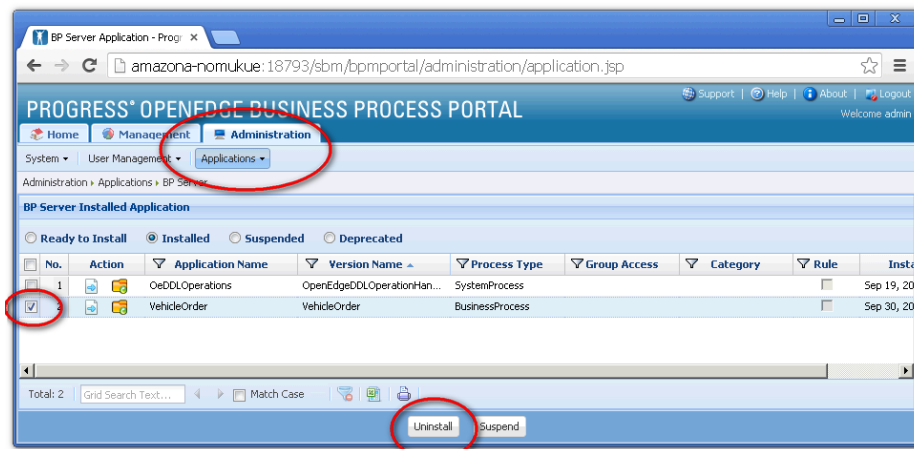 BP Server Application - Progr
amazona-nomukue:18793/sbm/bpmportal/administration/application.jsp
Support | Help | About | Logout
PROGRESS® OPENEDGE BUSINESS PROCESS PORTAL
Welcome admin
Home Management Administration
System User Management Applications
Administration Applications BP Server
BP Server Installed Application
Ready to Install Installed Suspended Deprecated
No. Action Application Name Version Name Process Type Group Access Category Rule Insta
1 OeDDLOperations OpenEdgeDDLOperationHan... SystemProcess Sep 19, 20
2 VehicleOrder VehicleOrder BusinessProcess Sep 30, 20
Total: 2 Grid Search Text... Match Case
Uninstall Suspend